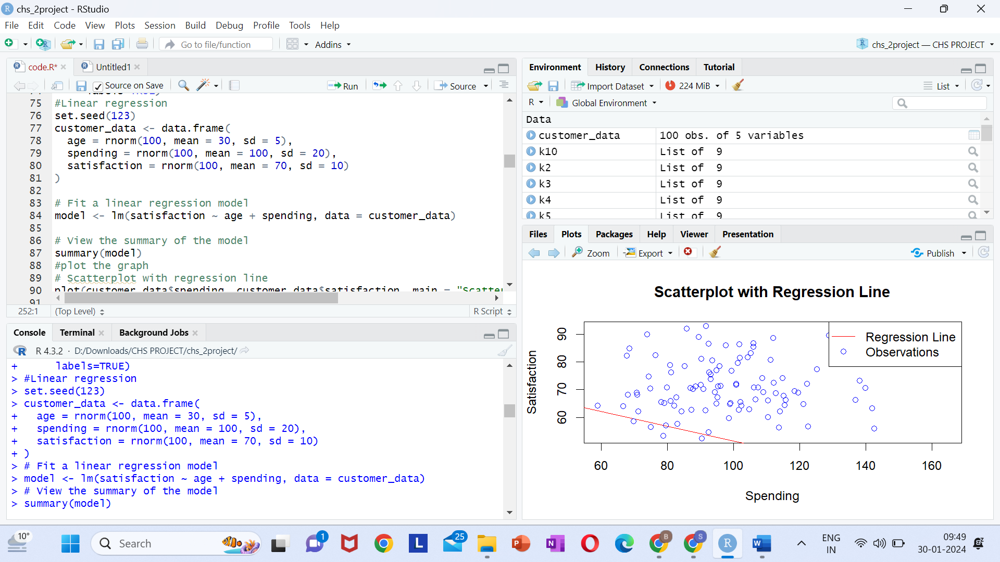 chs_2project - RStudio
File Edit Code View Plots Session Build Debug Profile Tools Help
Go to file/function Addins chs_2project — CHS PROJECT
code.R* Untitled1
Source on Save Run Source
75 #Linear regression
76 set.seed(123)
77 customer_data <- data.frame(
78 age = rnorm(100, mean = 30, sd = 5),
79 spending = rnorm(100, mean = 100, sd = 20),
80 satisfaction = rnorm(100, mean = 70, sd = 10)
81 )
82
83 # Fit a linear regression model
84 model <- lm(satisfaction ~ age + spending, data = customer_data)
85
86 # View the summary of the model
87 summary(model)
88 #plot the graph
89 # Scatterplot with regression line
90 plot(customer_data$spending, customer_data$satisfaction, main = "Scatter
91
252:1 (Top Level) R Script
Console Terminal Background Jobs
R 4.3.2 · D:/Downloads/CHS PROJECT/chs_2project/
+ labels=TRUE)
> #Linear regression
> set.seed(123)
> customer_data <- data.frame(
+ age = rnorm(100, mean = 30, sd = 5),
+ spending = rnorm(100, mean = 100, sd = 20),
+ satisfaction = rnorm(100, mean = 70, sd = 10)
+ )
> # Fit a linear regression model
> model <- lm(satisfaction ~ age + spending, data = customer_data)
> # View the summary of the model
> summary(model)
Environment History Connections Tutorial
Import Dataset 224 MiB List
R Global Environment
Data
customer_data 100 obs. of 5 variables
k10 List of 9
k2 List of 9
k3 List of 9
k4 List of 9
k5 List of 9
Files Plots Packages Help Viewer Presentation
Zoom Export Publish
Scatterplot with Regression Line
Regression Line
Observations
Satisfaction
90
80
70
60
60 80 100 120 140 160
Spending
10°
Search
1
L
25
P
N
B
S
R
W
ENG
IN
09:49
30-01-2024